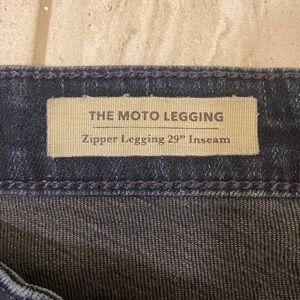 THE MOTO LEGGING
Zipper Legging 29" Inseam